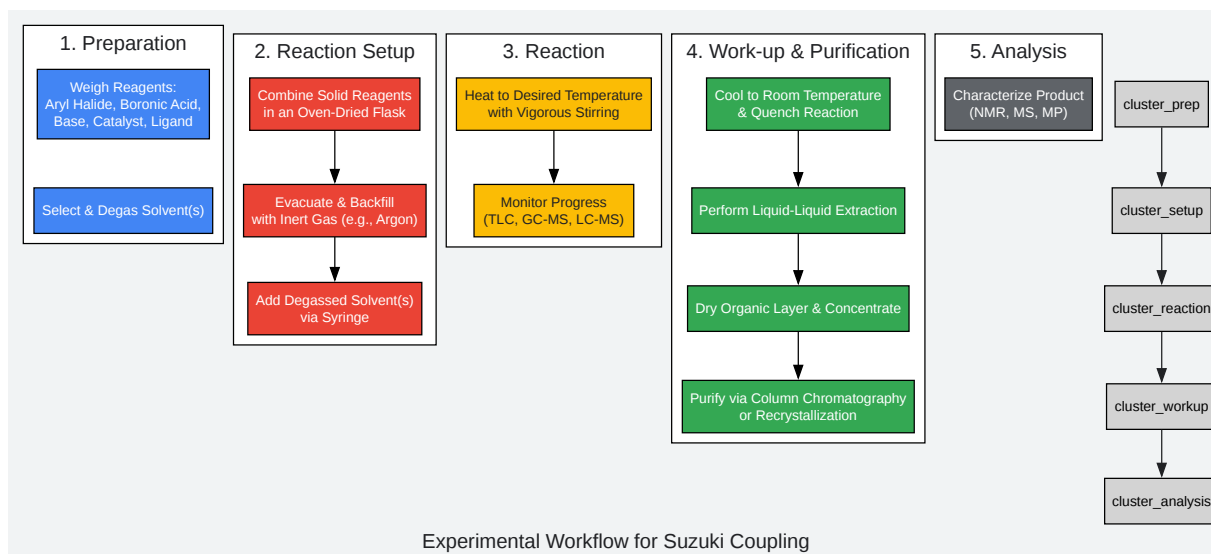 1. Preparation
Weigh Reagents:
Aryl Halide, Boronic Acid,
Base, Catalyst, Ligand
Select & Degas Solvent(s)
2. Reaction Setup
Combine Solid Reagents
in an Oven-Dried Flask
Evacuate & Backfill
with Inert Gas (e.g., Argon)
Add Degassed Solvent(s)
via Syringe
3. Reaction
Heat to Desired Temperature
with Vigorous Stirring
Monitor Progress
(TLC, GC-MS, LC-MS)
4. Work-up & Purification
Cool to Room Temperature
& Quench Reaction
Perform Liquid-Liquid Extraction
Dry Organic Layer & Concentrate
Purify via Column Chromatography
or Recrystallization
5. Analysis
Characterize Product
(NMR, MS, MP)
cluster_prep
cluster_setup
cluster_reaction
cluster_workup
cluster_analysis
Experimental Workflow for Suzuki Coupling